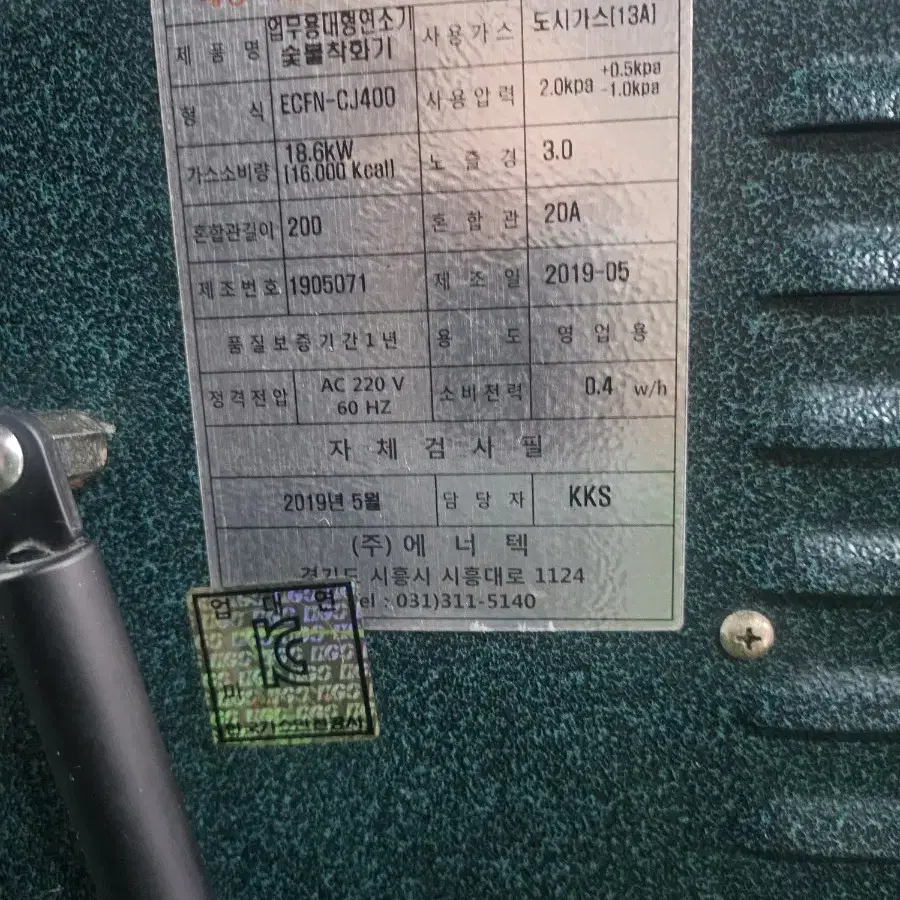 제품명 업무용대형연소기 숯불착화기 사용가스 도시가스(13A)
형식 ECFN-CJ400 사용압력 2.0kpa +0.5kpa -1.0kpa
가스소비량 18.6kW (16.000 Kcal) 노즐경 3.0
혼합관길이 200 혼합관 20A
제조번호 1905071 제조일 2019-05
품질보증기간1년 용도 영업용
정격전압 AC 220 V 60 HZ 소비전력 0.4 w/h
자체검사필
2019년 5월 담당자 KKS
(주)에너텍
경기도 시흥시 시흥대로 1124
Tel : 031)311-5140
업대연
KC